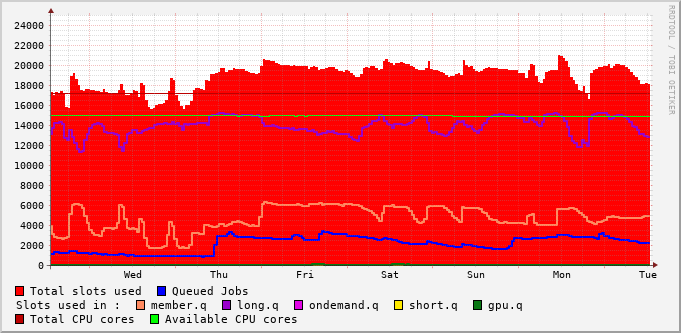 RRDTOOL / TOBI OETIKER
24000
22000
20000
18000
16000
14000
12000
10000
8000
6000
4000
2000
0
Wed Thu Fri Sat Sun Mon Tue
Total slots used Queued Jobs
Slots used in : member.q long.q ondemand.q short.q gpu.q
Total CPU cores Available CPU cores